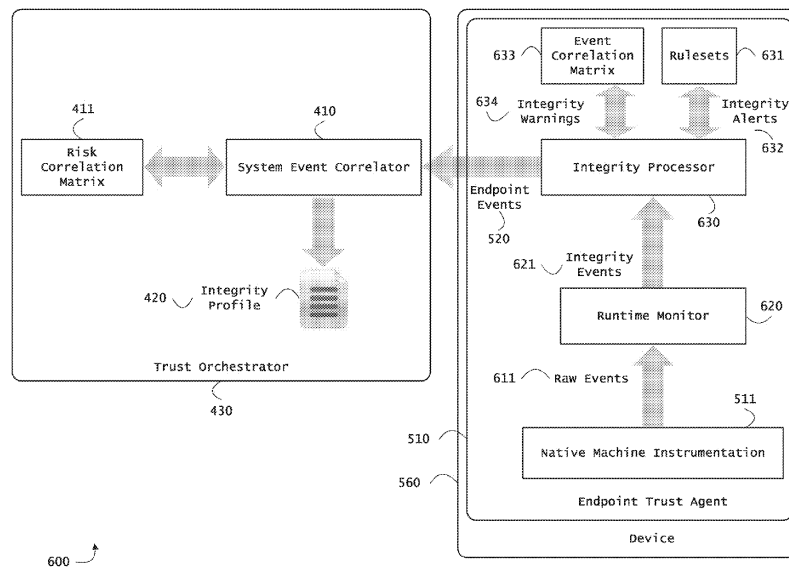 633
Event
Correlation
Matrix
Rulesets
631
634
Integrity
Warnings
Integrity
Alerts
632
411
410
Risk
Correlation
Matrix
System Event Correlator
Integrity Processor
Endpoint
Events
520
630
621
Integrity
Events
420
Integrity
Profile
Runtime Monitor
620
Trust Orchestrator
430
611
Raw Events
511
510
Native Machine Instrumentation
560
Endpoint Trust Agent
Device
600